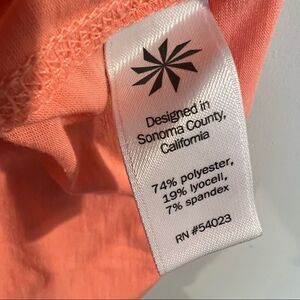 Designed in
Sonoma County,
California
74% polyester,
19% lyocell,
7% spandex
RN #54023